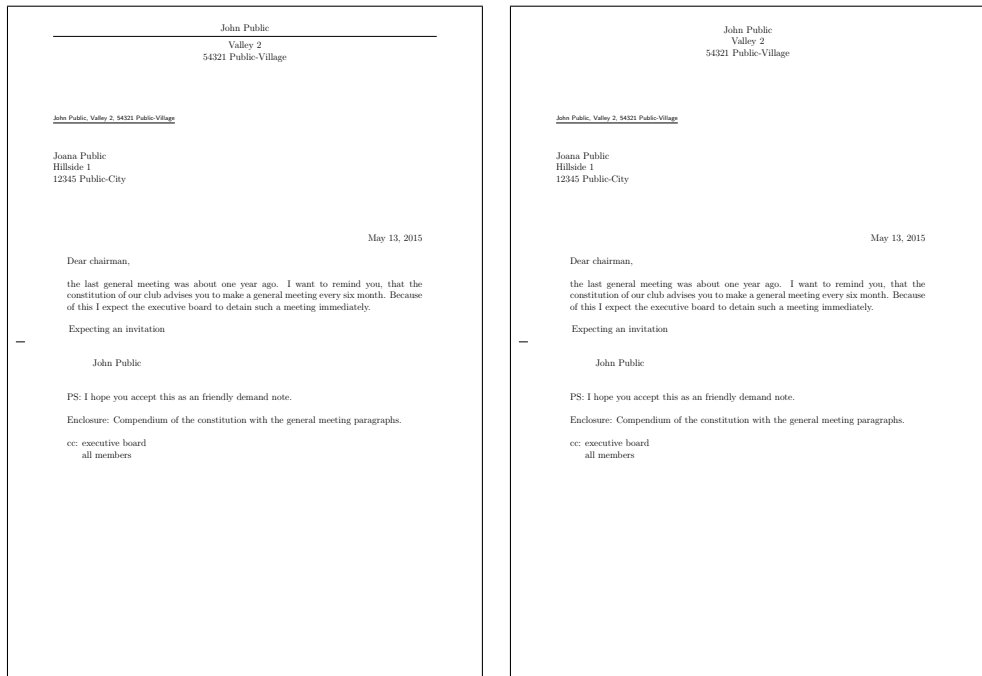 John Public
Valley 2
54321 Public-Village
John Public, Valley 2, 54321 Public-Village
Joana Public
Hillside 1
12345 Public-City
May 13, 2015
Dear chairman,
the last general meeting was about one year ago. I want to remind you, that the
constitution of our club advises you to make a general meeting every six month. Because
of this I expect the executive board to detain such a meeting immediately.
Expecting an invitation
John Public
PS: I hope you accept this as an friendly demand note.
Enclosure: Compendium of the constitution with the general meeting paragraphs.
cc: executive board
all members
John Public
Valley 2
54321 Public-Village
John Public, Valley 2, 54321 Public-Village
Joana Public
Hillside 1
12345 Public-City
May 13, 2015
Dear chairman,
the last general meeting was about one year ago. I want to remind you, that the
constitution of our club advises you to make a general meeting every six month. Because
of this I expect the executive board to detain such a meeting immediately.
Expecting an invitation
John Public
PS: I hope you accept this as an friendly demand note.
Enclosure: Compendium of the constitution with the general meeting paragraphs.
cc: executive board
all members